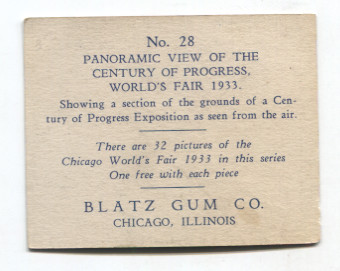 No. 28
PANORAMIC VIEW OF THE
CENTURY OF PROGRESS,
WORLD'S FAIR 1933.
Showing a section of the grounds of a Cen-
tury of Progress Exposition as seen from the air.
There are 32 pictures of the
Chicago World's Fair 1933 in this series
One free with each piece
BLATZ GUM CO.
CHICAGO, ILLINOIS